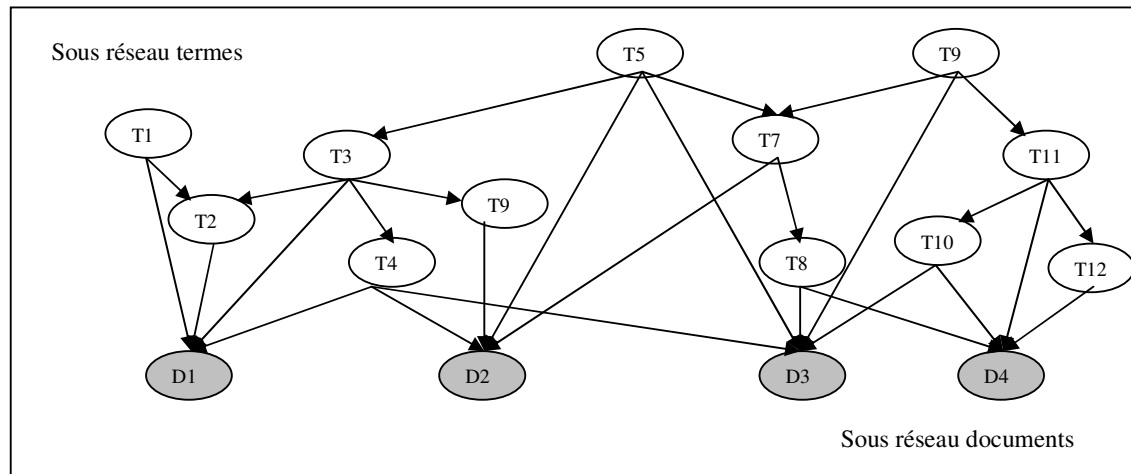 Sous réseau termes
T5
T9
T1
T7
T3
T11
T2
T9
T10
T4
T8
T12
D1
D2
D3
D4
Sous réseau documents